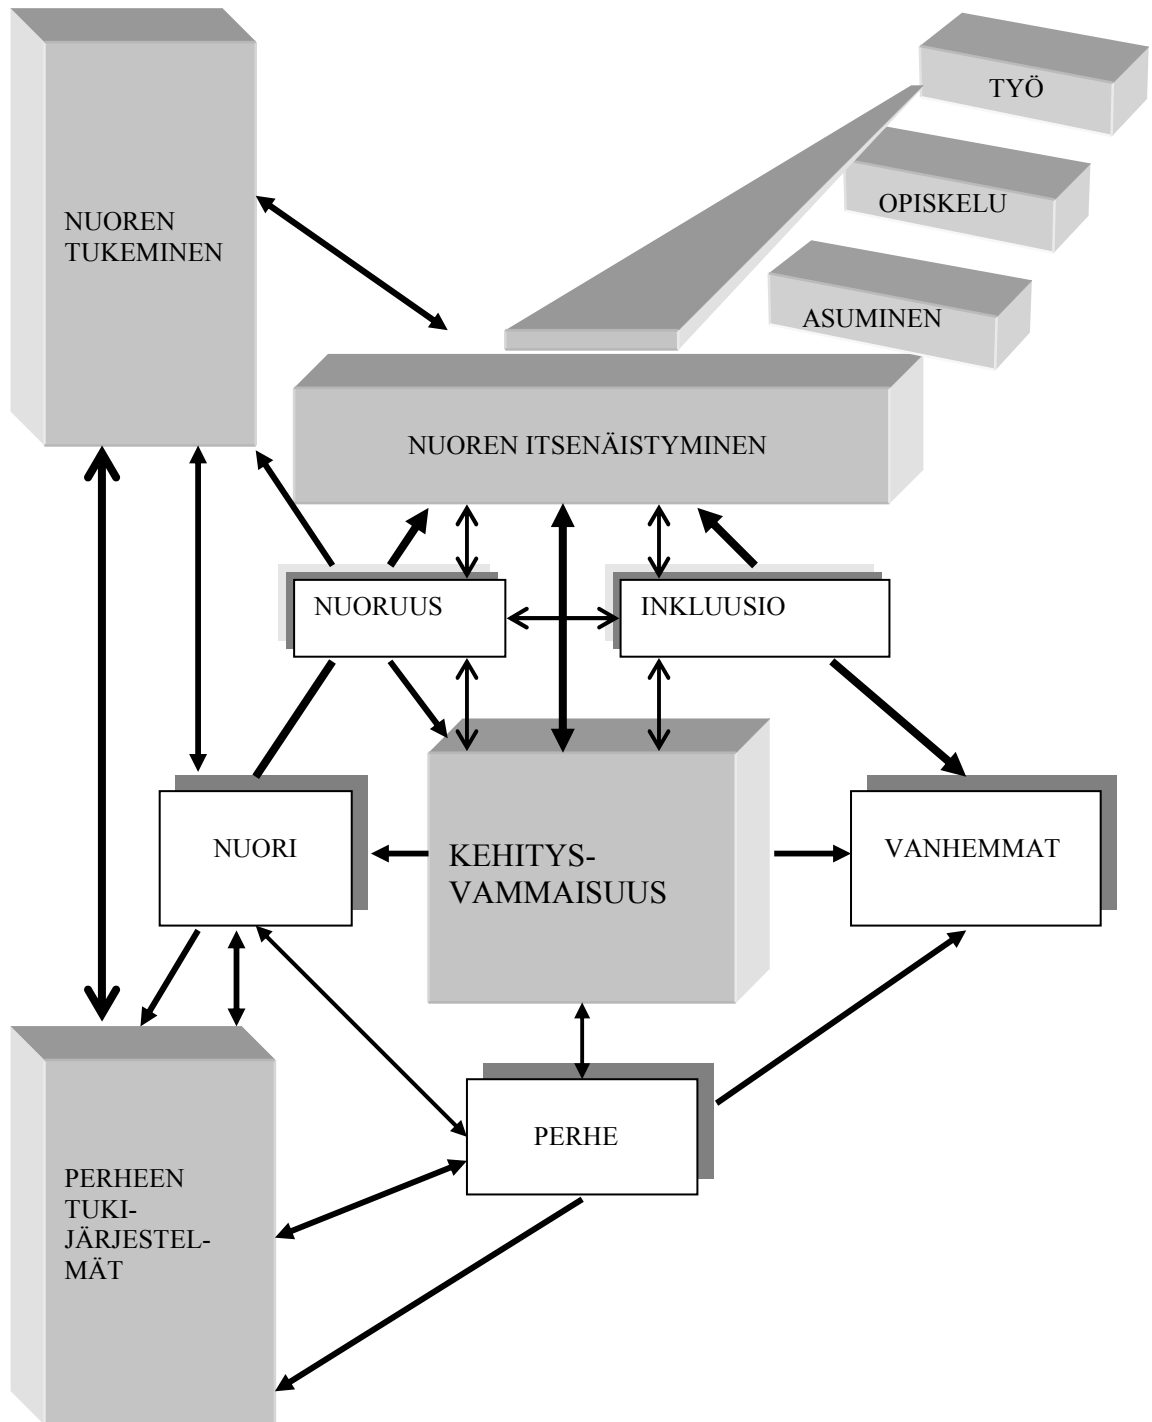 TYÖ
OPISKELU
ASUMINEN
NUOREN
TUKEMINEN
NUOREN ITSENÄISTYMINEN
NUORUUS
INKLUUSIO
NUORI
KEHITYS-
VAMMAISUUS
VANHEMMAT
PERHE
PERHEEN
TUKI-
JÄRJESTEL-
MÄT